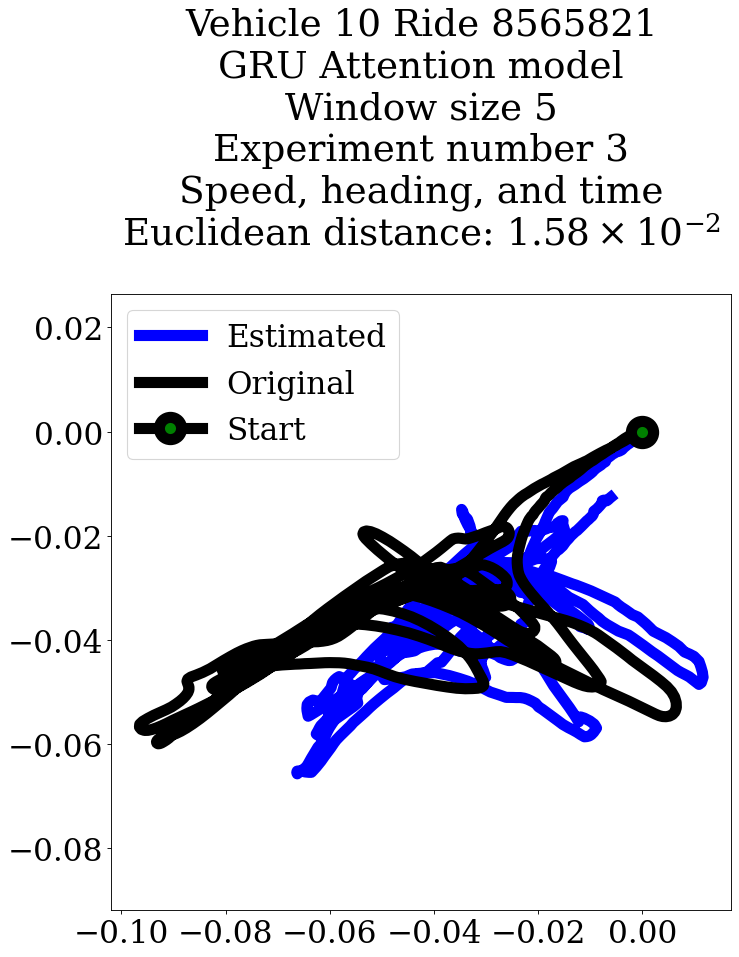 Vehicle 10 Ride 8565821
GRU Attention model
Window size 5
Experiment number 3
Speed, heading, and time
Euclidean distance: 1.58 × 10⁻²
Estimated
Original
Start
0.02
0.00
−0.02
−0.04
−0.06
−0.08
−0.10 −0.08 −0.06 −0.04 −0.02 0.00